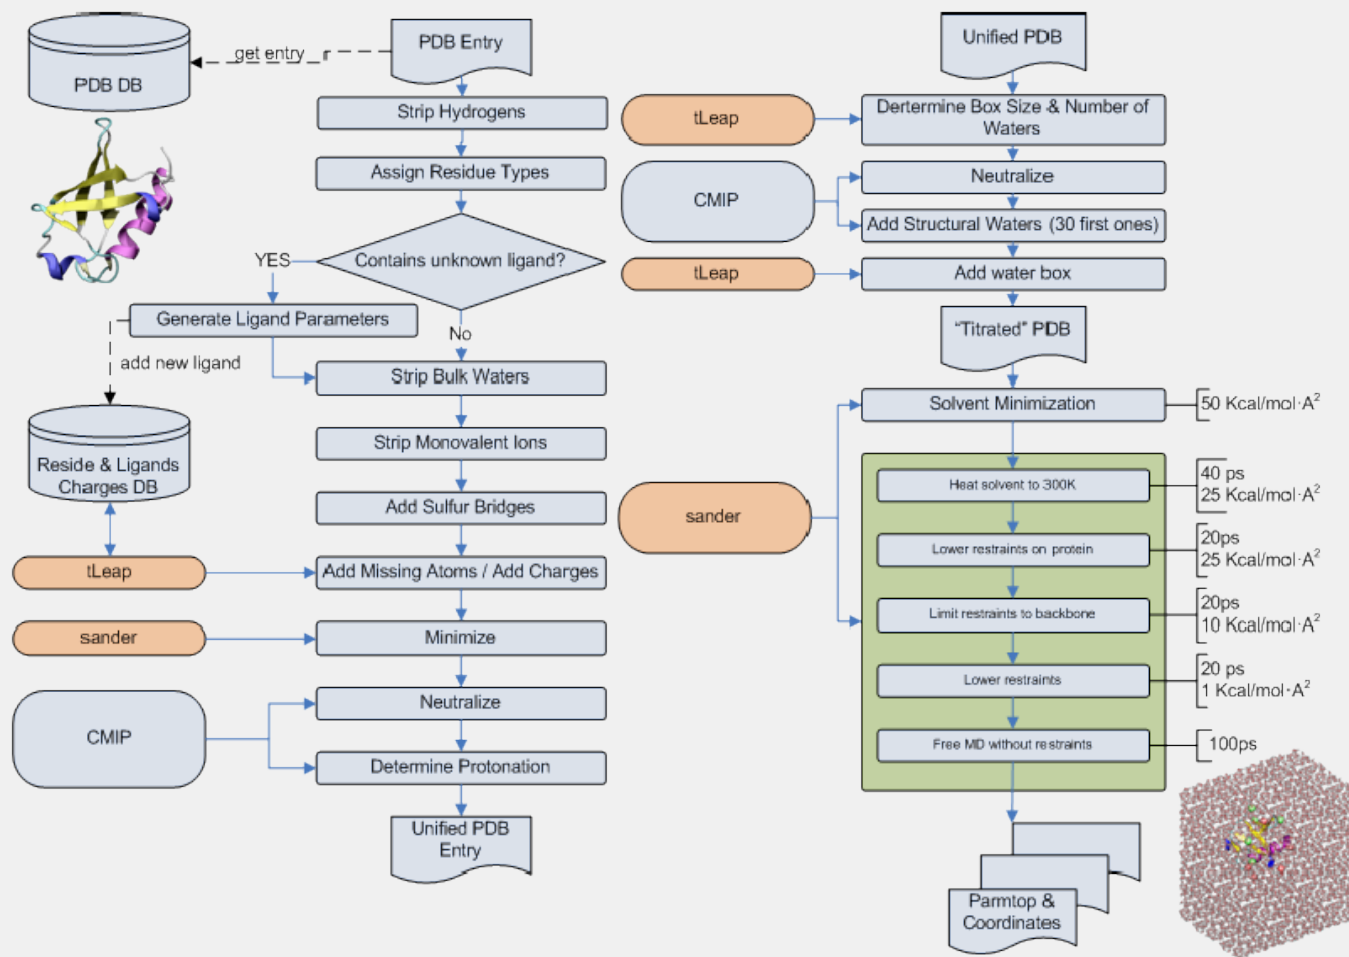 PDB Entry
get entry
PDB DB
Strip Hydrogens
Assign Residue Types
Contains unknown ligand?
YES
No
Generate Ligand Parameters
add new ligand
Strip Bulk Waters
Strip Monovalent Ions
Reside & Ligands
Charges DB
Add Sulfur Bridges
tLeap
Add Missing Atoms / Add Charges
sander
Minimize
CMIP
Neutralize
Determine Protonation
Unified PDB
Entry
Unified PDB
tLeap
Dertermine Box Size & Number of
Waters
CMIP
Neutralize
Add Structural Waters (30 first ones)
tLeap
Add water box
“Titrated” PDB
Solvent Minimization
50 Kcal/mol·A²
sander
Heat solvent to 300K
40 ps
25 Kcal/mol·A²
Lower restraints on protein
20ps
25 Kcal/mol·A²
Limit restraints to backbone
20ps
10 Kcal/mol·A²
Lower restraints
20 ps
1 Kcal/mol·A²
Free MD without restraints
100ps
Parmtop &
Coordinates